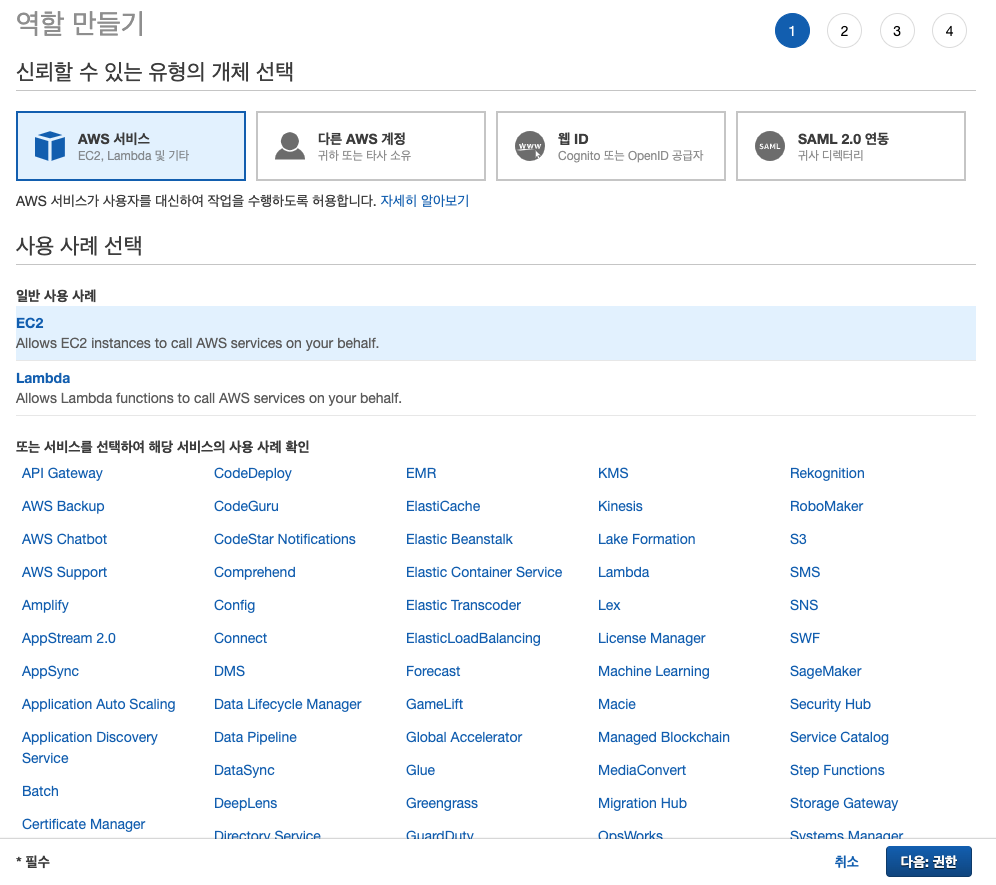 역할 만들기
1 2 3 4
신뢰할 수 있는 유형의 개체 선택
AWS 서비스
EC2, Lambda 및 기타
다른 AWS 계정
귀하 또는 타사 소유
www
웹 ID
Cognito 또는 OpenID 공급자
SAML
SAML 2.0 연동
귀사 디렉터리
AWS 서비스가 사용자를 대신하여 작업을 수행하도록 허용합니다. 자세히 알아보기
사용 사례 선택
일반 사용 사례
EC2
Allows EC2 instances to call AWS services on your behalf.
Lambda
Allows Lambda functions to call AWS services on your behalf.
또는 서비스를 선택하여 해당 서비스의 사용 사례 확인
API Gateway
AWS Backup
AWS Chatbot
AWS Support
Amplify
AppStream 2.0
AppSync
Application Auto Scaling
Application Discovery
Service
Batch
Certificate Manager
CodeDeploy
CodeGuru
CodeStar Notifications
Comprehend
Config
Connect
DMS
Data Lifecycle Manager
Data Pipeline
DataSync
DeepLens
Directory Service
EMR
ElastiCache
Elastic Beanstalk
Elastic Container Service
Elastic Transcoder
ElasticLoadBalancing
Forecast
GameLift
Global Accelerator
Glue
Greengrass
GuardDuty
KMS
Kinesis
Lake Formation
Lambda
Lex
License Manager
Machine Learning
Macie
Managed Blockchain
MediaConvert
Migration Hub
OpsWorks
Rekognition
RoboMaker
S3
SMS
SNS
SWF
SageMaker
Security Hub
Service Catalog
Step Functions
Storage Gateway
Systems Manager
* 필수
취소
다음: 권한